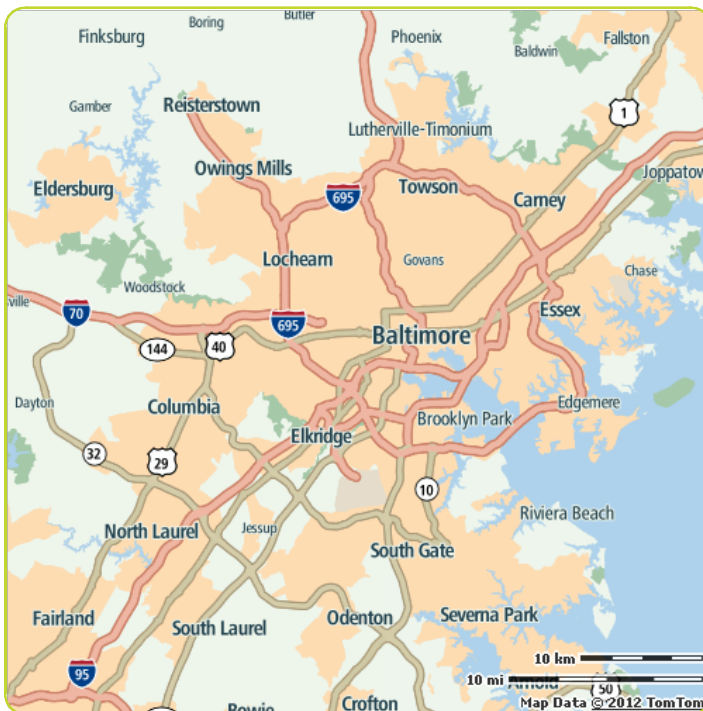 Butler
Boring
Fallston
Finksburg
Phoenix
Baldwin
Gamber
Reisterstown
1
Lutherville-Timonium
Owings Mills
Joppatow
Eldersburg
Towson
Carney
695
Lochearn
Govans
Chase
Woodstock
sville
70
Essex
695
Baltimore
144
40
Dayton
Columbia
Edgemere
Brooklyn Park
Elkridge
32
29
10
Riviera Beach
North Laurel
Jessup
South Gate
Fairland
South Laurel
Odenton
Severna Park
10 km
95
10 mi
Arnold
50
Bowie
Crofton
Map Data © 2012 TomTom